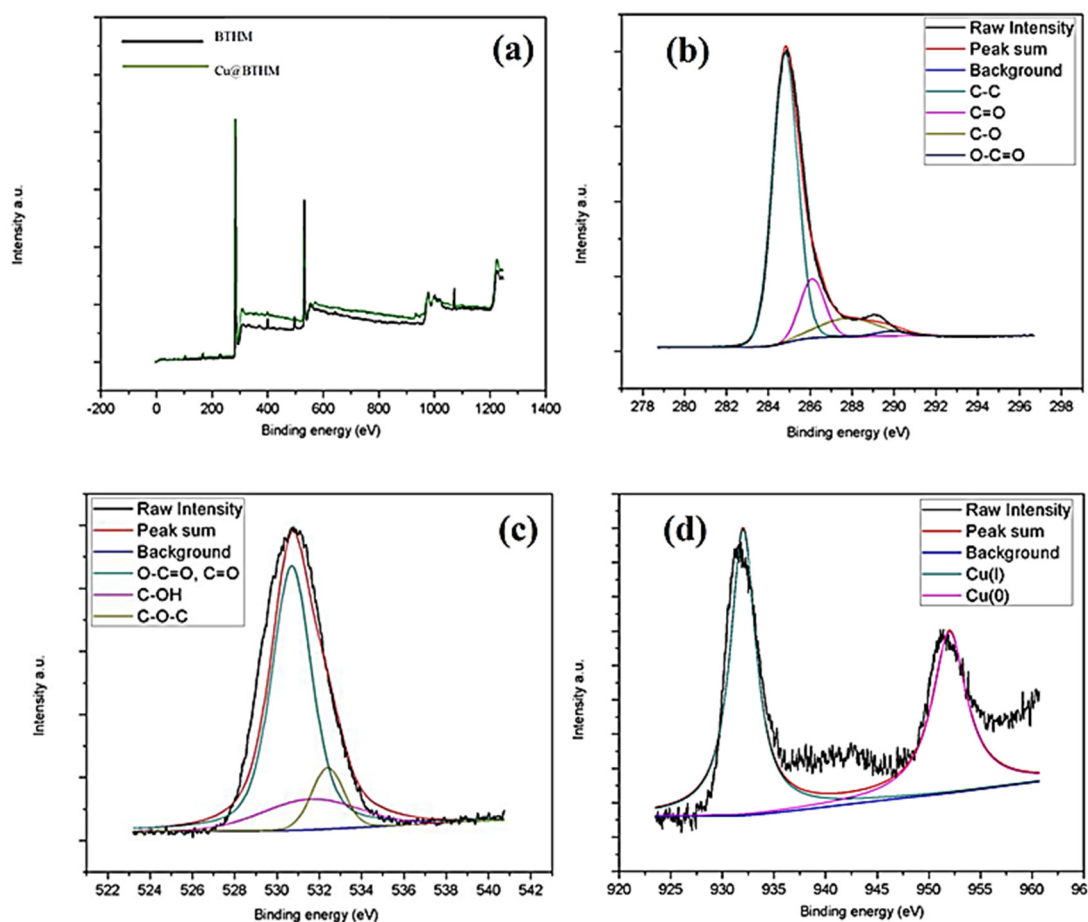 BTHM
Cu@BTHM
(a)
Intensity a.u.
-200 0 200 400 600 800 1000 1200 1400
Binding energy (eV)
(b)
Raw Intensity
Peak sum
Background
C-C
C=O
C-O
O-C=O
Intensity a.u.
278 280 282 284 286 288 290 292 294 296 298
Binding energy (eV)
(c)
Raw Intensity
Peak sum
Background
O-C=O, C=O
C-OH
C-O-C
Intensity a.u.
522 524 526 528 530 532 534 536 538 540 542
Binding energy (eV)
(d)
Raw Intensity
Peak sum
Background
Cu(I)
Cu(0)
Intensity a.u.
920 925 930 935 940 945 950 955 960 96
Binding energy (eV)